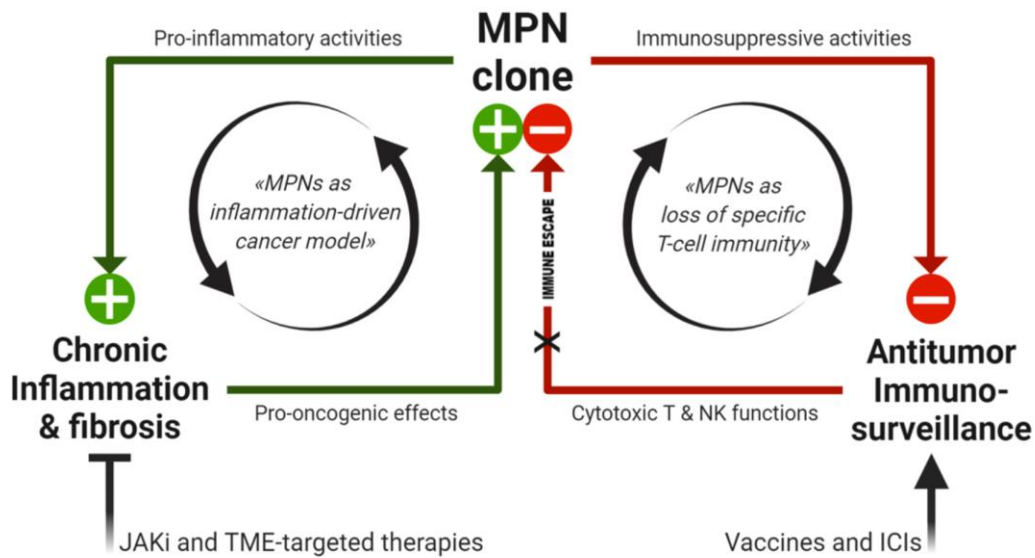 MPN
clone
Pro-inflammatory activities
Immunosuppressive activities
«MPNs as
inflammation-driven
cancer model»
«MPNs as
loss of specific
T-cell immunity»
IMMUNE ESCAPE
Chronic
Inflammation
& fibrosis
Antitumor
Immuno-
surveillance
Pro-oncogenic effects
Cytotoxic T & NK functions
JAKi and TME-targeted therapies
Vaccines and ICIs